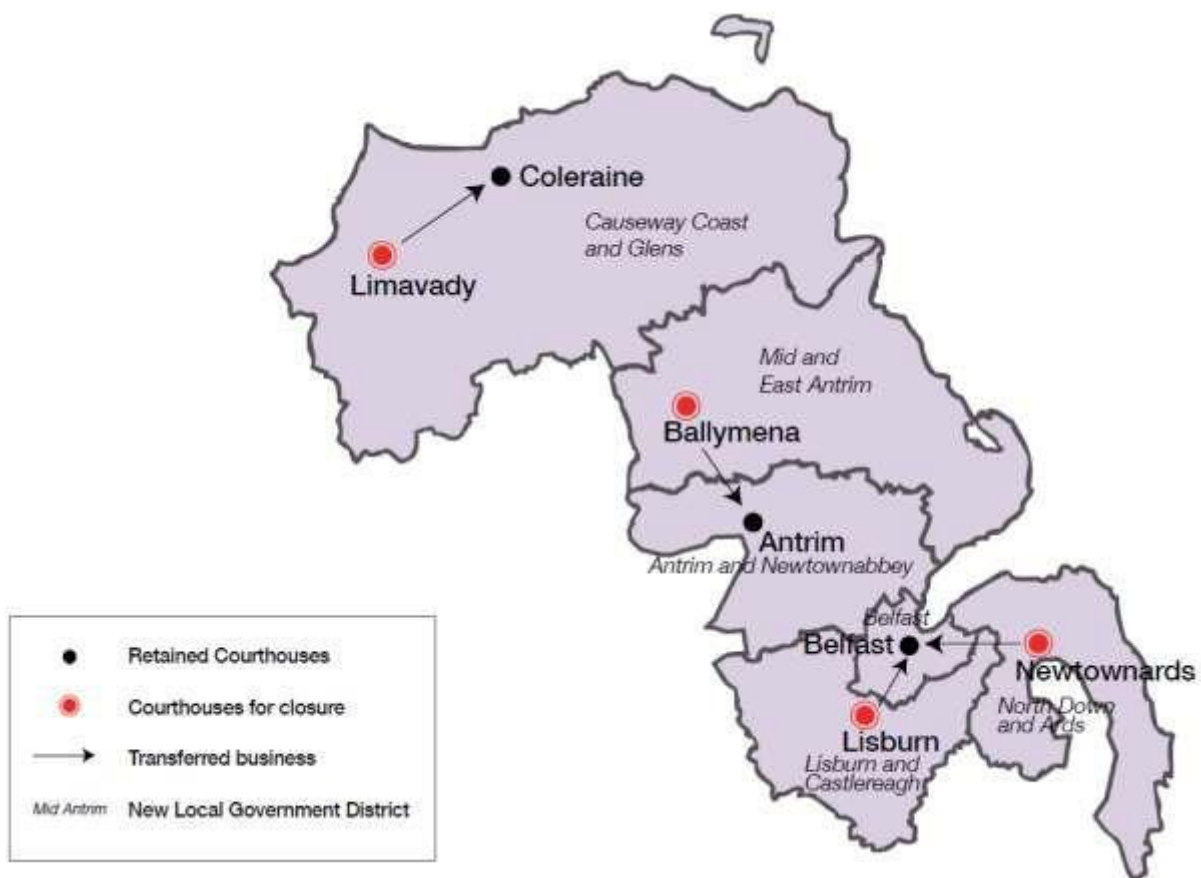 Coleraine
Causeway Coast
and Glens
Limavady
Mid and
East Antrim
Ballymena
Antrim
Antrim and Newtownabbey
Belfast
Belfast
Newtownards
North Down
and Ards
Lisburn
Lisburn and
Castlereagh
Retained Courthouses
Courthouses for closure
Transferred business
Mid Antrim New Local Government District